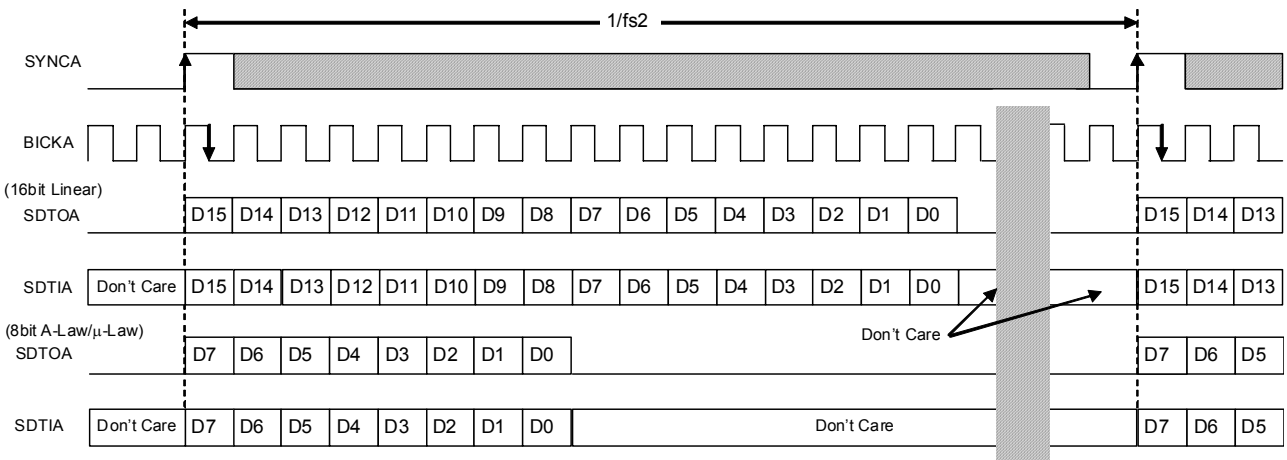 1/fs2
SYNCA
BICKA
(16bit Linear)
SDTOA D15 D14 D13 D12 D11 D10 D9 D8 D7 D6 D5 D4 D3 D2 D1 D0 D15 D14 D13
SDTIA Don't Care D15 D14 D13 D12 D11 D10 D9 D8 D7 D6 D5 D4 D3 D2 D1 D0 D15 D14 D13
Don't Care
(8bit A-Law/μ-Law)
SDTOA D7 D6 D5 D4 D3 D2 D1 D0 D7 D6 D5
SDTIA Don't Care D7 D6 D5 D4 D3 D2 D1 D0 Don't Care D7 D6 D5